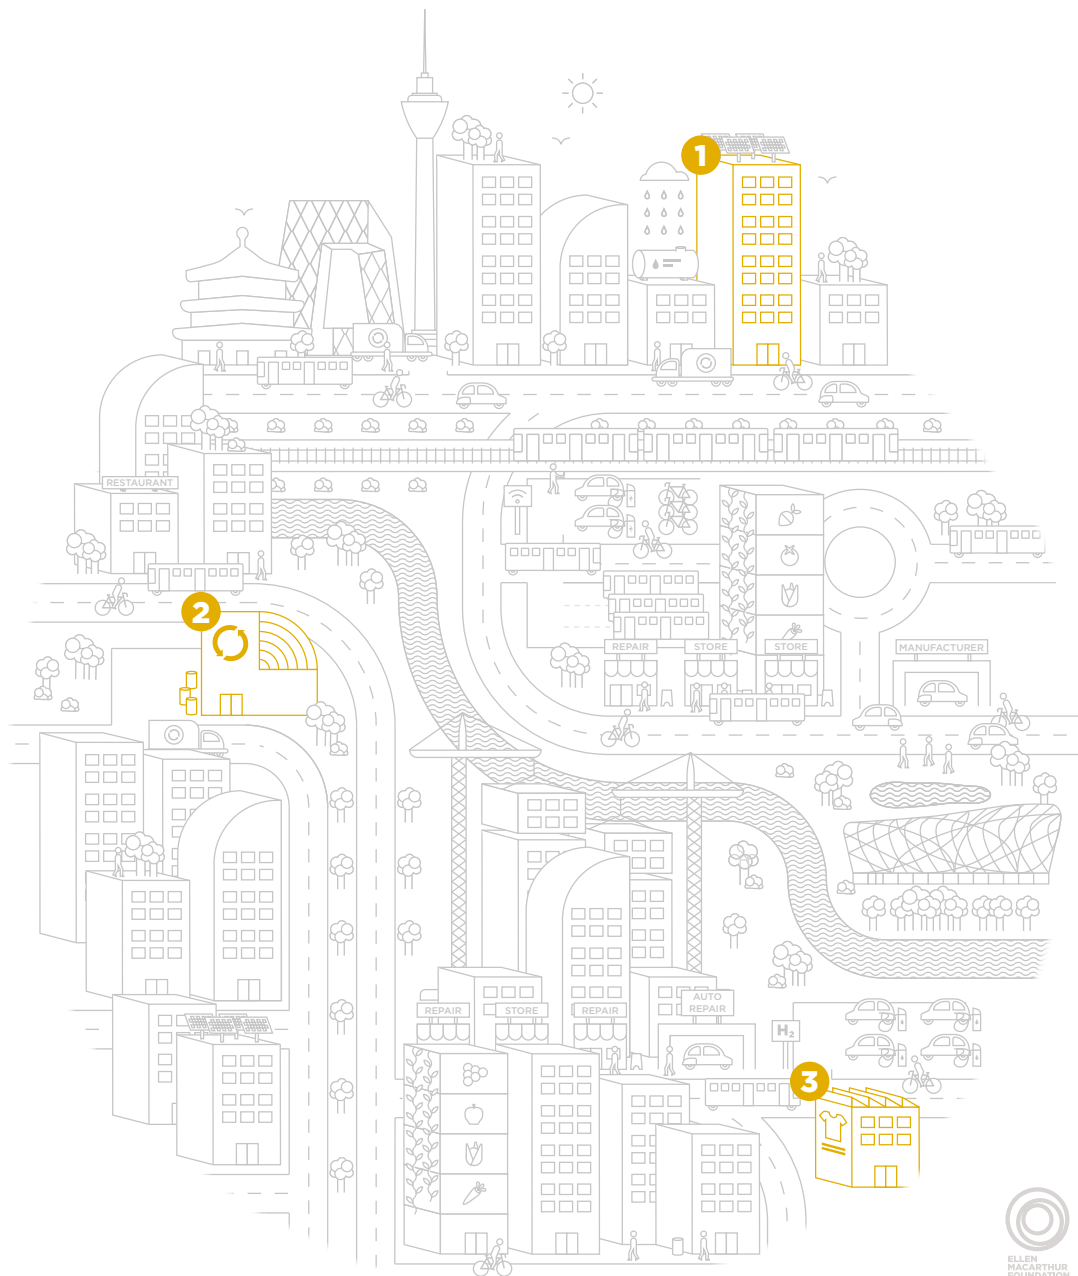 1
RESTAURANT
2
REPAIR
STORE
STORE
MANUFACTURER
REPAIR
STORE
REPAIR
AUTO
REPAIR
H2
3
ELLEN
MACARTHUR
FOUNDATION